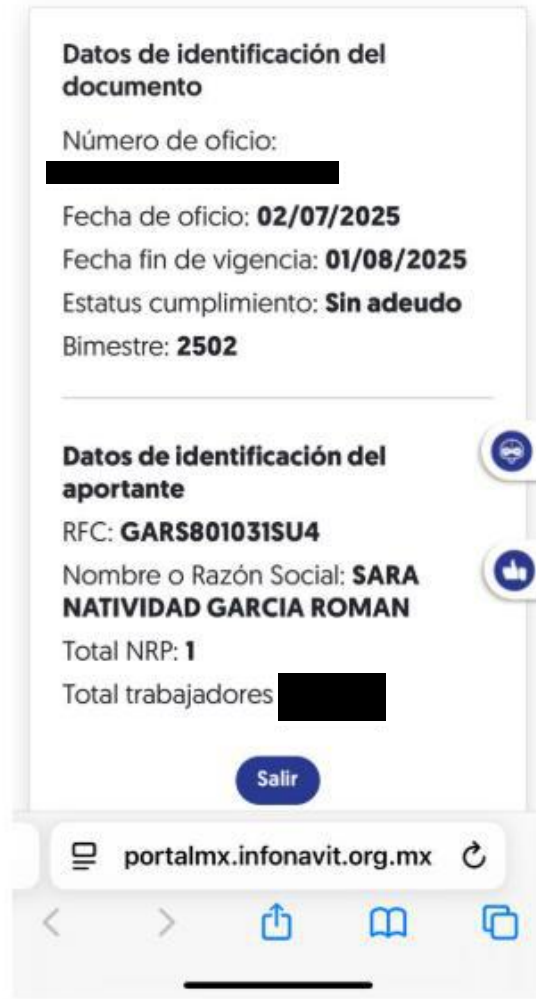 Datos de identificación del
documento
Número de oficio:
Fecha de oficio: 02/07/2025
Fecha fin de vigencia: 01/08/2025
Estatus cumplimiento: Sin adeudo
Bimestre: 2502
Datos de identificación del
aportante
RFC: GARS801031SU4
Nombre o Razón Social: SARA
NATIVIDAD GARCIA ROMAN
Total NRP: 1
Total trabajadores
Salir
portalmx.infonavit.org.mx